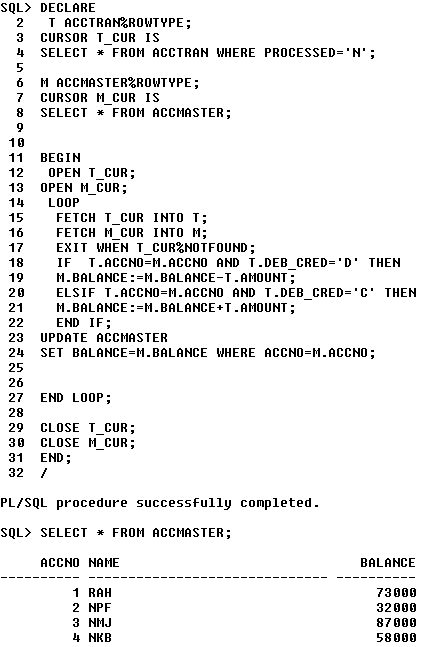 SQL> DECLARE
2 T ACCTRAN%ROWTYPE;
3 CURSOR T_CUR IS
4 SELECT * FROM ACCTRAN WHERE PROCESSED='N';
5
6 M ACCMASTER%ROWTYPE;
7 CURSOR M_CUR IS
8 SELECT * FROM ACCMASTER;
9
10
11 BEGIN
12 OPEN T_CUR;
13 OPEN M_CUR;
14 LOOP
15 FETCH T_CUR INTO T;
16 FETCH M_CUR INTO M;
17 EXIT WHEN T_CUR%NOTFOUND;
18 IF T.ACCNO=M.ACCNO AND T.DEB_CRED='D' THEN
19 M.BALANCE:=M.BALANCE-T.AMOUNT;
20 ELSIF T.ACCNO=M.ACCNO AND T.DEB_CRED='C' THEN
21 M.BALANCE:=M.BALANCE+T.AMOUNT;
22 END IF;
23 UPDATE ACCMASTER
24 SET BALANCE=M.BALANCE WHERE ACCNO=M.ACCNO;
25
26
27 END LOOP;
28
29 CLOSE T_CUR;
30 CLOSE M_CUR;
31 END;
32 /
PL/SQL procedure successfully completed.
SQL> SELECT * FROM ACCMASTER;
ACCNO NAME BALANCE
---------- ------------------------------ ----------
1 RAH 73000
2 NPF 32000
3 NMJ 87000
4 NKB 58000